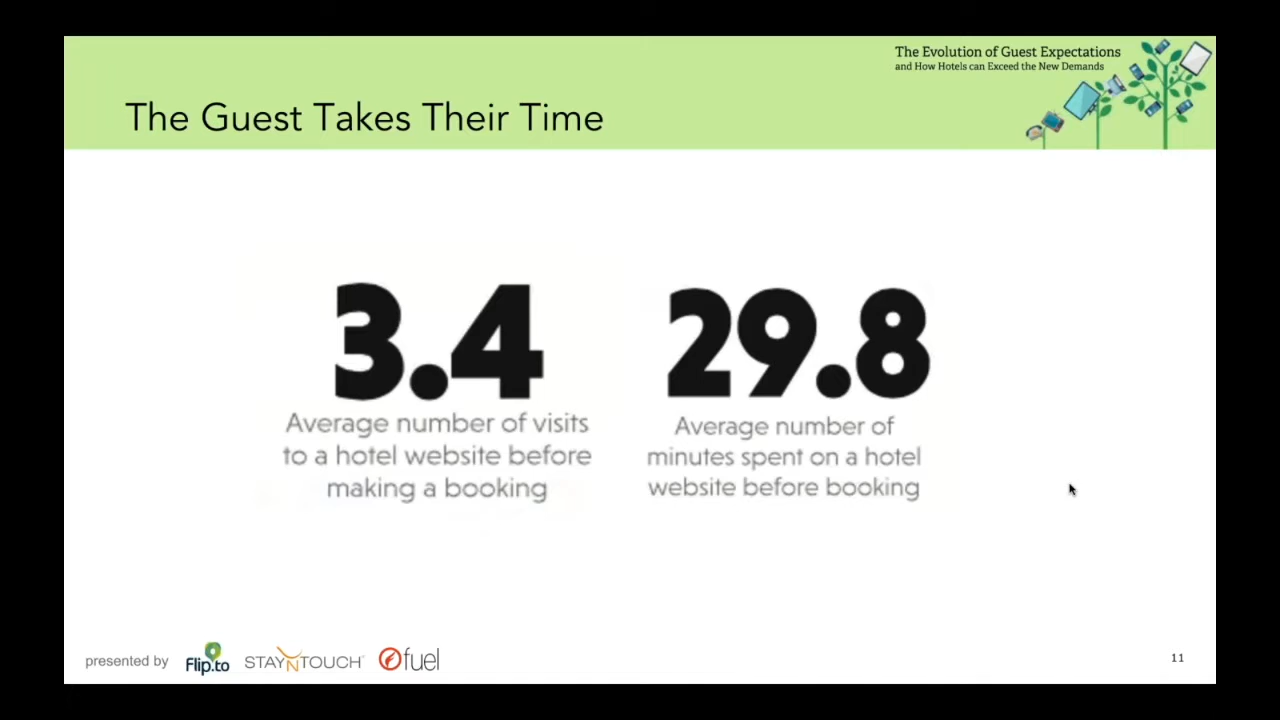 The Evolution of Guest Expectations
and How Hotels can Exceed the New Demands
The Guest Takes Their Time
3.4
Average number of visits
to a hotel website before
making a booking
29.8
Average number of
minutes spent on a hotel
website before booking
presented by Flip.to STAYNTOUCH fuel
11